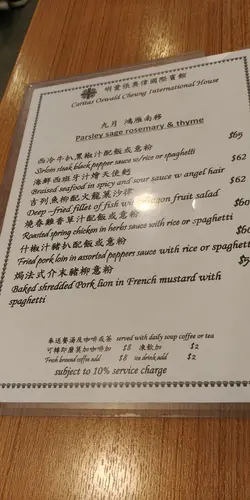 明愛張奧偉國際賓館
Caritas Oswald Cheung International House
九月 鴻雁南移
Parsley sage rosemary & thyme
西冷牛扒黑椒汁配飯或意粉 $65
Sirloin steak black pepper sauce w/rice or spaghetti
海鮮西班牙汁燴天使麵 $62
Braised seafood in spicy and sour sauce w angel hair
吉列魚柳配火龍菓沙律 $62
Deep -fried fillet of fish w/ dragon fruit salad
燒春雞香草汁配飯或意粉 $60
Roasted spring chicken in herbs sauce with rice or -spaghetti
什椒汁豬扒配飯或意粉 $60
Fried pork loin in assorted peppers sauce with rice or spaghetti
焗法式介末豬柳意粉
Baked shredded Pork lion in French mustard with
spaghetti
奉送餐湯及咖啡或茶 served with daily soup coffee or tea
可轉即磨莫加咖啡加 $8 凍飲加 $2
Fresh brewed coffee add $8 ice drink add $2
subject to 10% service charge